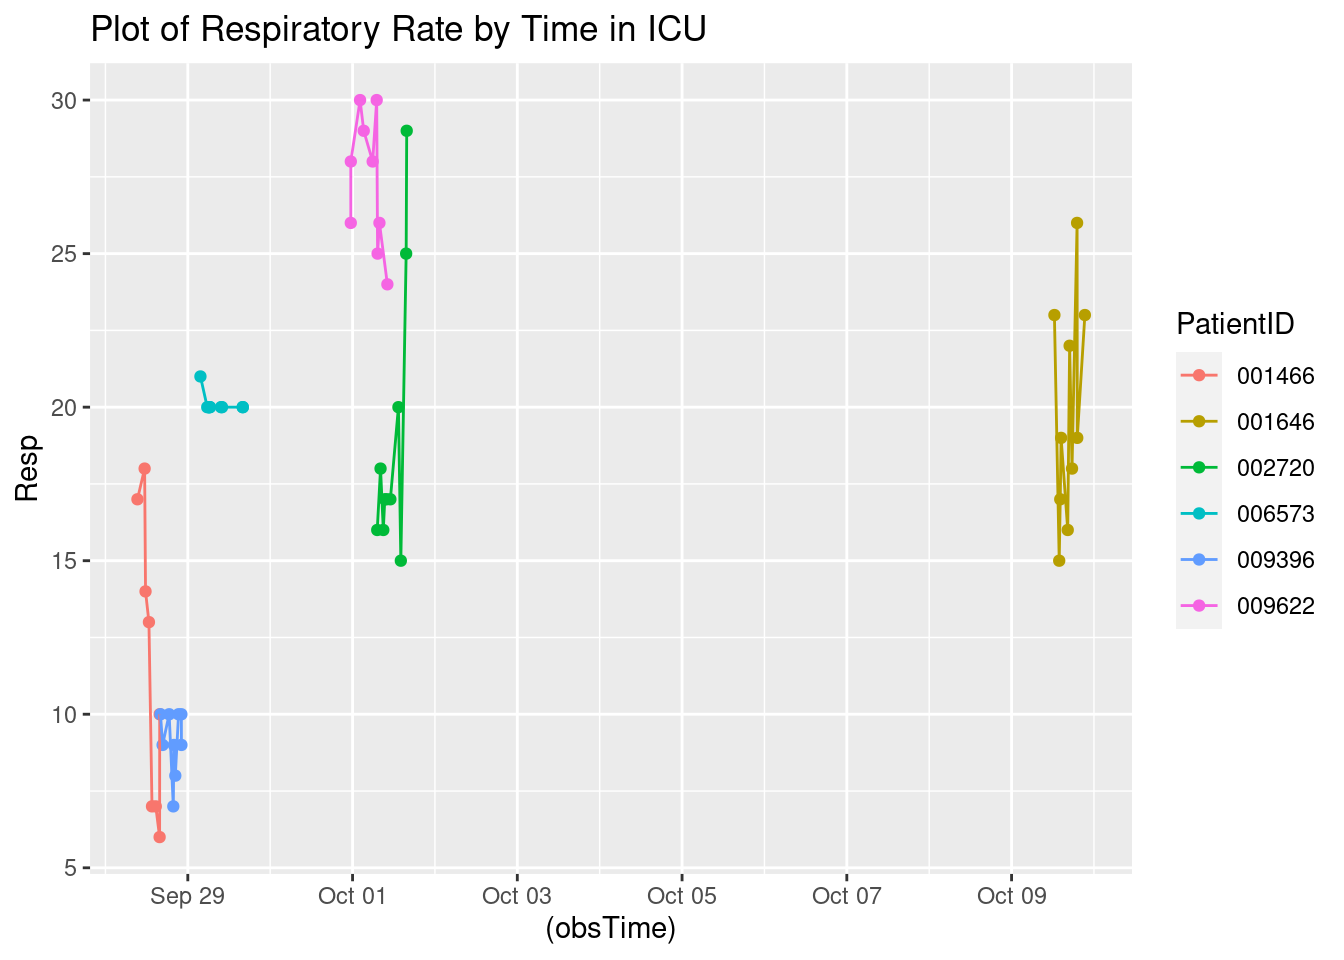 Plot of Respiratory Rate by Time in ICU
30
25
20
15
10
5
Resp
Sep 29
Oct 01
Oct 03
Oct 05
Oct 07
Oct 09
(obsTime)
PatientID
001466
001646
002720
006573
009396
009622